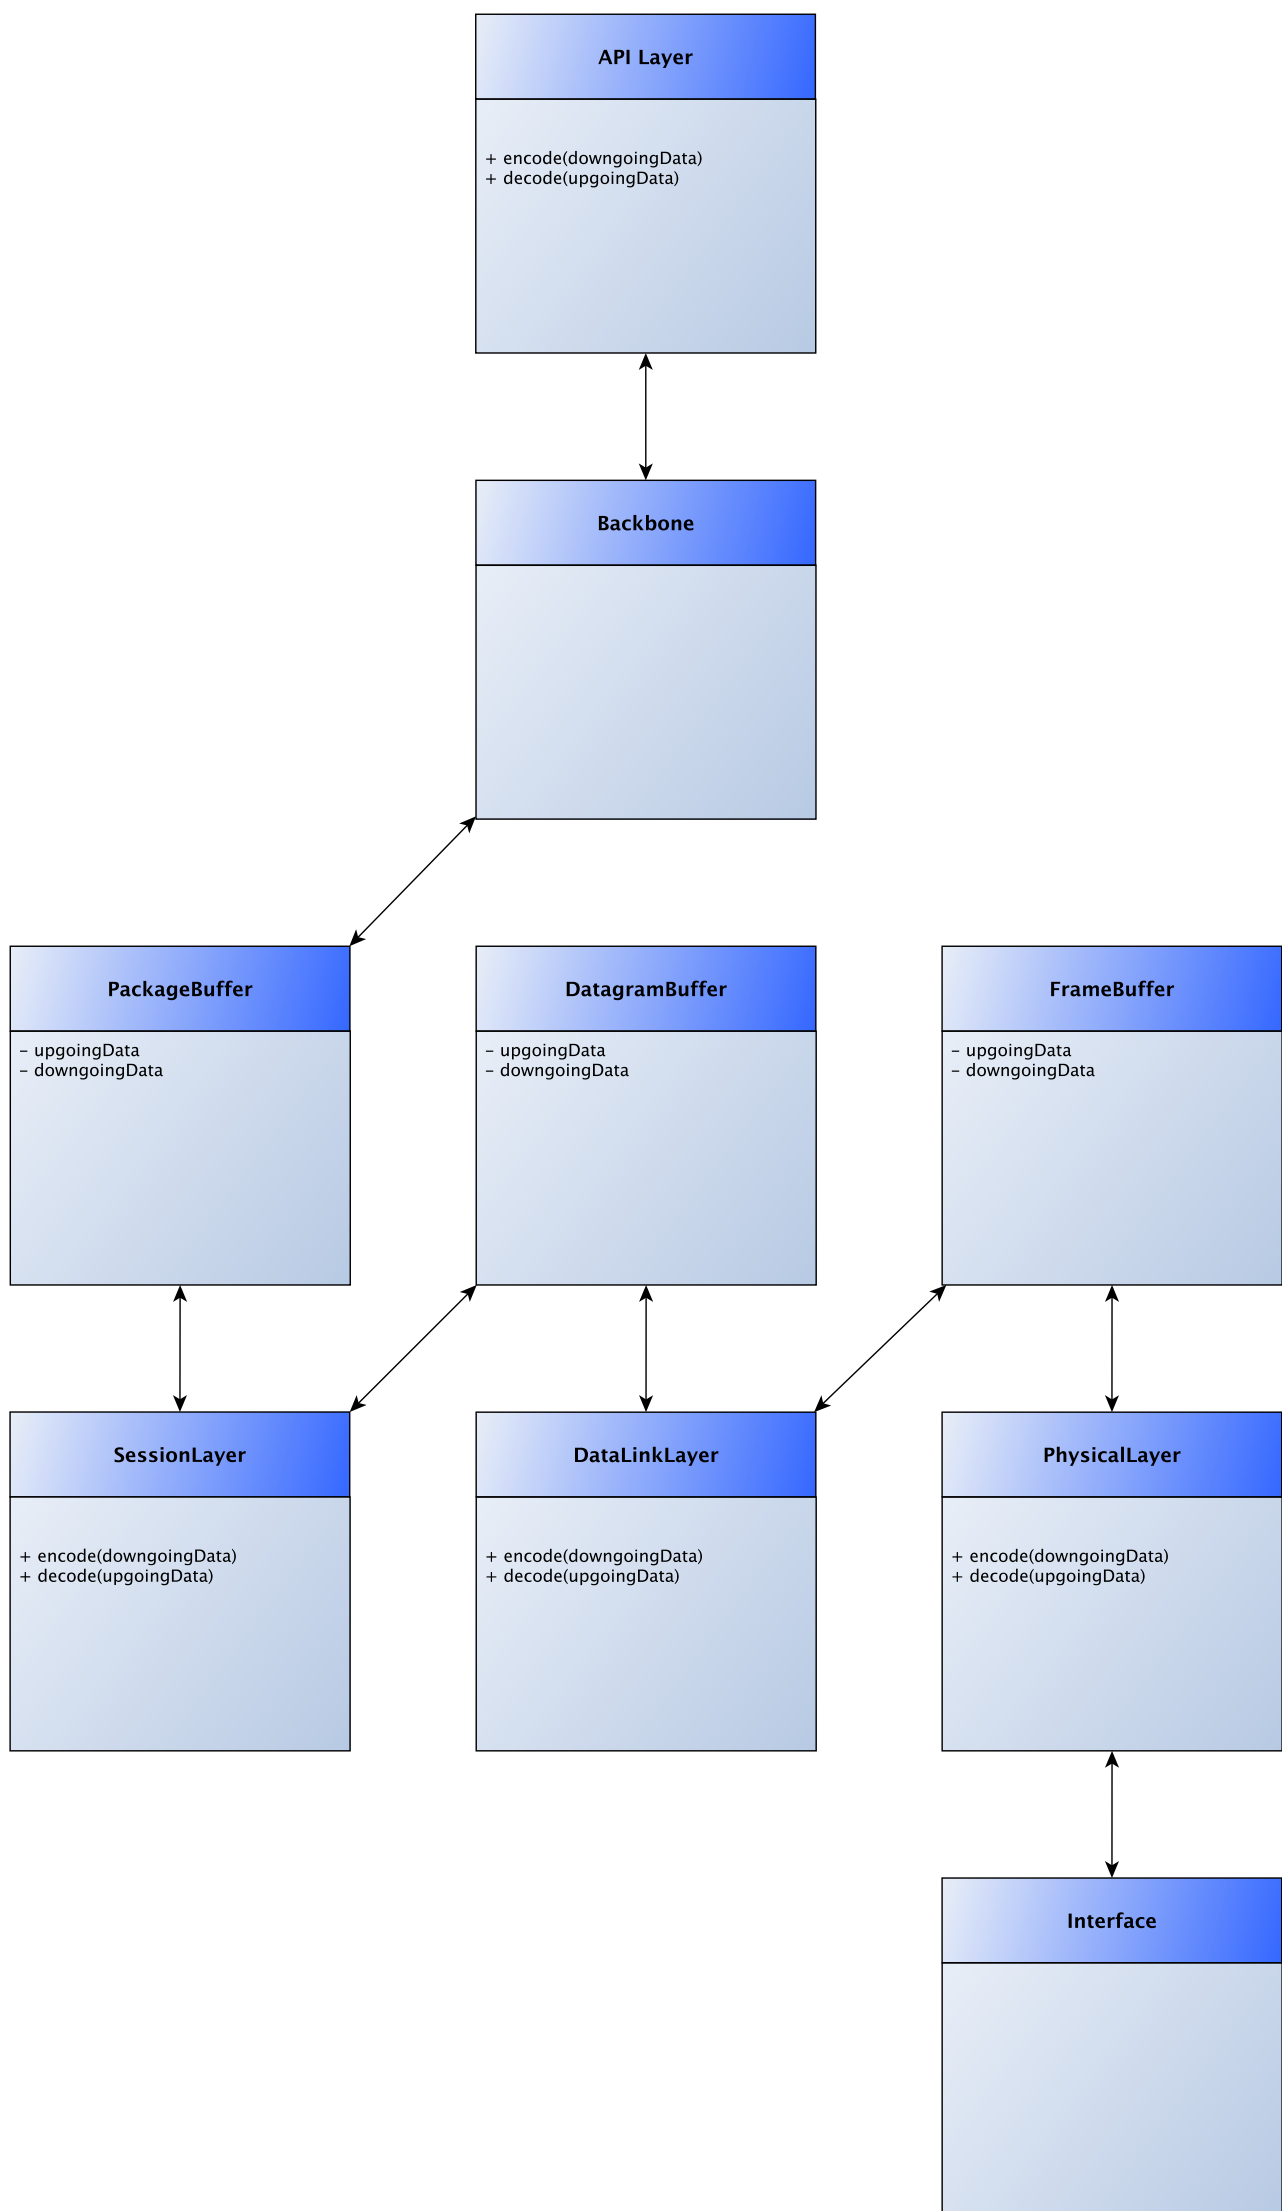 API Layer
+ encode(downgoingData)
+ decode(upgoingData)
Backbone
PackageBuffer
– upgoingData
– downgoingData
DatagramBuffer
– upgoingData
– downgoingData
FrameBuffer
– upgoingData
– downgoingData
SessionLayer
+ encode(downgoingData)
+ decode(upgoingData)
DataLinkLayer
+ encode(downgoingData)
+ decode(upgoingData)
PhysicalLayer
+ encode(downgoingData)
+ decode(upgoingData)
Interface